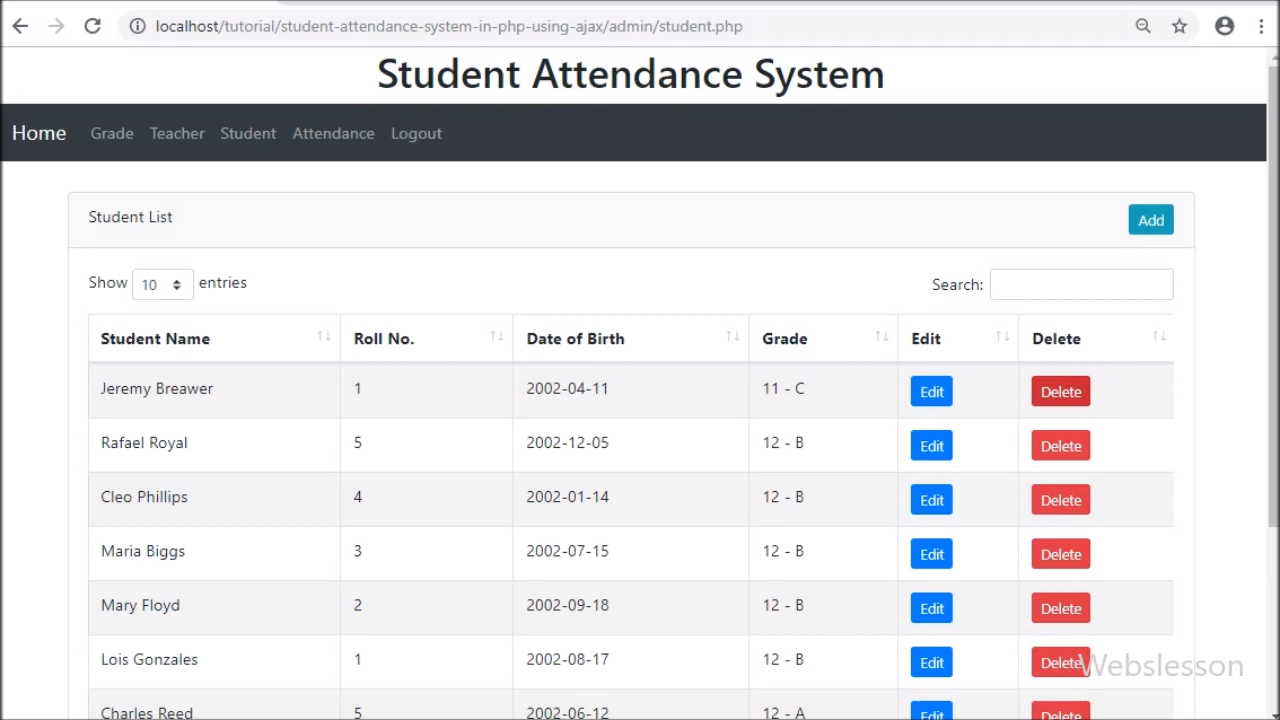 localhost/tutorial/student-attendance-system-in-php-using-ajax/admin/student.php
Student Attendance System
Home Grade Teacher Student Attendance Logout
Student List Add
Show 10 entries Search:
Student Name Roll No. Date of Birth Grade Edit Delete
Jeremy Breawer 1 2002-04-11 11 - C Edit Delete
Rafael Royal 5 2002-12-05 12 - B Edit Delete
Cleo Phillips 4 2002-01-14 12 - B Edit Delete
Maria Biggs 3 2002-07-15 12 - B Edit Delete
Mary Floyd 2 2002-09-18 12 - B Edit Delete
Lois Gonzales 1 2002-08-17 12 - B Edit Delete
Webslesson
Charles Reed 5 2002-06-12 12 - A Edit Delete